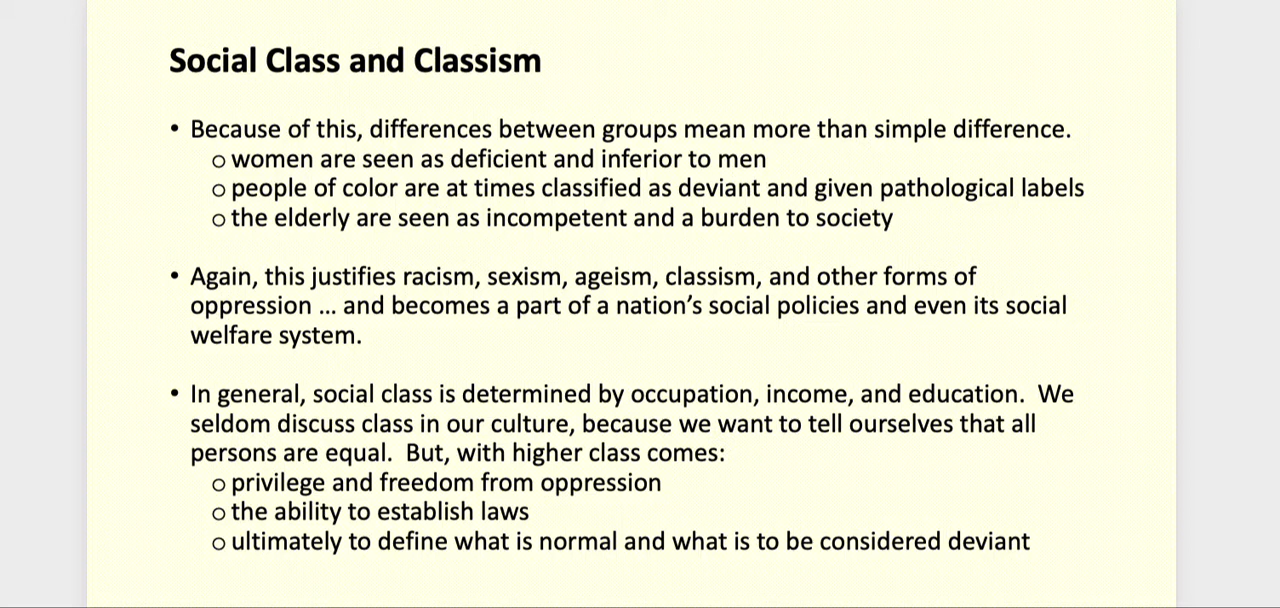 Social Class and Classism
• Because of this, differences between groups mean more than simple difference.
o women are seen as deficient and inferior to men
o people of color are at times classified as deviant and given pathological labels
o the elderly are seen as incompetent and a burden to society
• Again, this justifies racism, sexism, ageism, classism, and other forms of
oppression ... and becomes a part of a nation’s social policies and even its social
welfare system.
• In general, social class is determined by occupation, income, and education.  We
seldom discuss class in our culture, because we want to tell ourselves that all
persons are equal.  But, with higher class comes:
o privilege and freedom from oppression
o the ability to establish laws
o ultimately to define what is normal and what is to be considered deviant